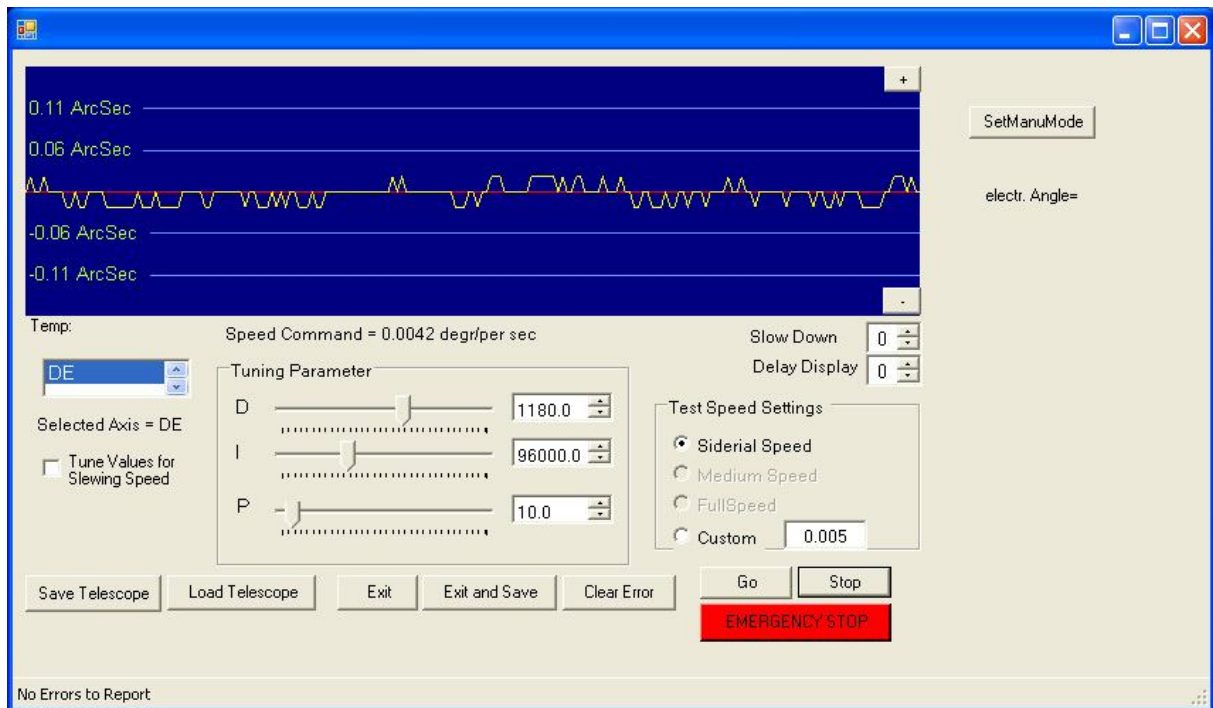 +
0.11 ArcSec
SetManuMode
0.06 ArcSec
electr. Angle=
-0.06 ArcSec
-0.11 ArcSec
-
Temp:
Speed Command = 0.0042 degr/per sec
Slow Down 0
Delay Display 0
DE
Selected Axis = DE
Tune Values for
Slewing Speed
Tuning Parameter
D 1180.0
I 96000.0
P 10.0
Test Speed Settings
Siderial Speed
Medium Speed
FullSpeed
Custom 0.005
Save Telescope Load Telescope Exit Exit and Save Clear Error Go Stop
EMERGENCY STOP
No Errors to Report